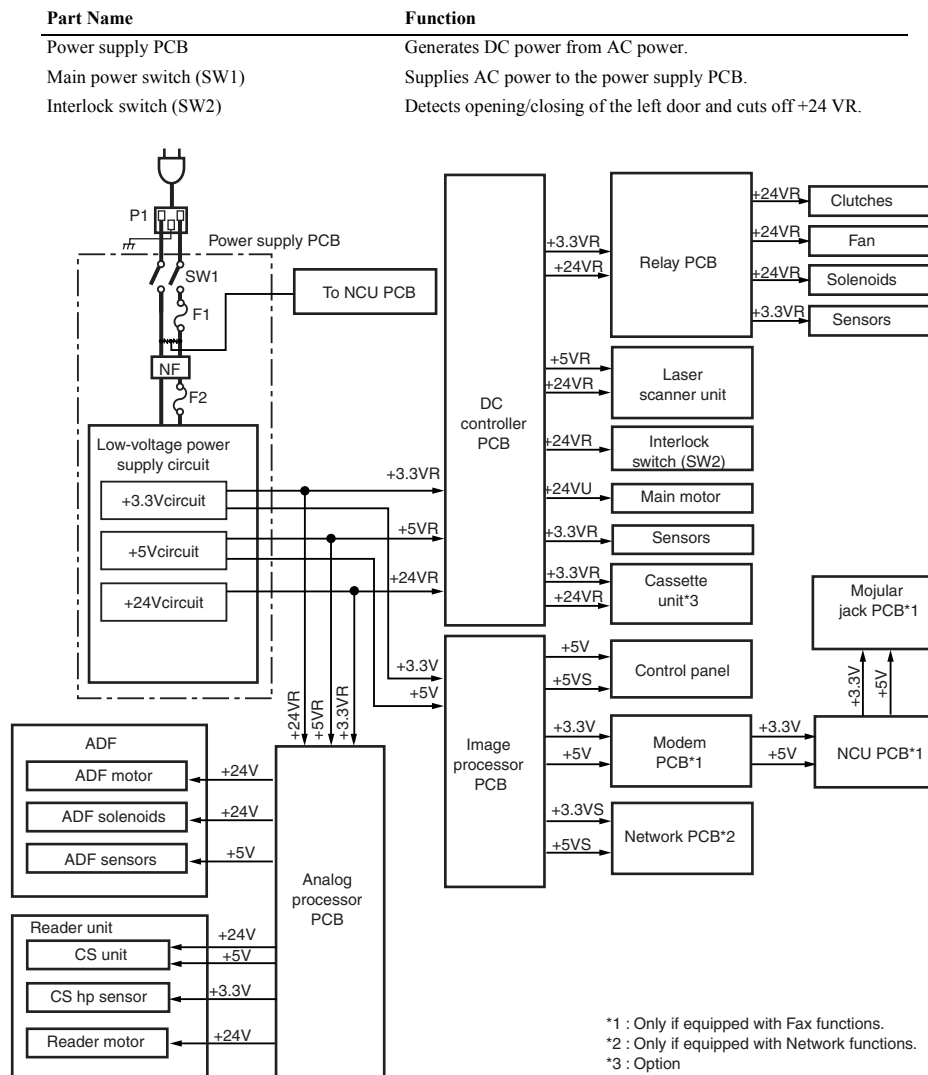 Part Name Function
Power supply PCB Generates DC power from AC power.
Main power switch (SW1) Supplies AC power to the power supply PCB.
Interlock switch (SW2) Detects opening/closing of the left door and cuts off +24 VR.
P1
Power supply PCB
SW1
F1
To NCU PCB
NF
F2
Low-voltage power
supply circuit
+3.3Vcircuit
+5Vcircuit
+24Vcircuit
+3.3VR
+5VR
+24VR
+3.3V
+5V
+24VR
+5VR
+3.3VR
DC
controller
PCB
+3.3VR
+24VR
Relay PCB
+24VR
Clutches
+24VR
Fan
+24VR
Solenoids
+3.3VR
Sensors
+5VR
+24VR
Laser
scanner unit
+24VR
Interlock
switch (SW2)
+24VU
Main motor
+3.3VR
Sensors
+3.3VR
+24VR
Cassette
unit*3
Image
processor
PCB
+5V
+5VS
Control panel
+3.3V
+5V
Modem
PCB*1
+3.3V
+5V
NCU PCB*1
+3.3V
+5V
Mojular
jack PCB*1
+3.3VS
+5VS
Network PCB*2
ADF
ADF motor
+24V
ADF solenoids
+24V
ADF sensors
+5V
Analog
processor
PCB
Reader unit
CS unit
+24V
+5V
CS hp sensor
+3.3V
Reader motor
+24V
*1 : Only if equipped with Fax functions.
*2 : Only if equipped with Network functions.
*3 : Option